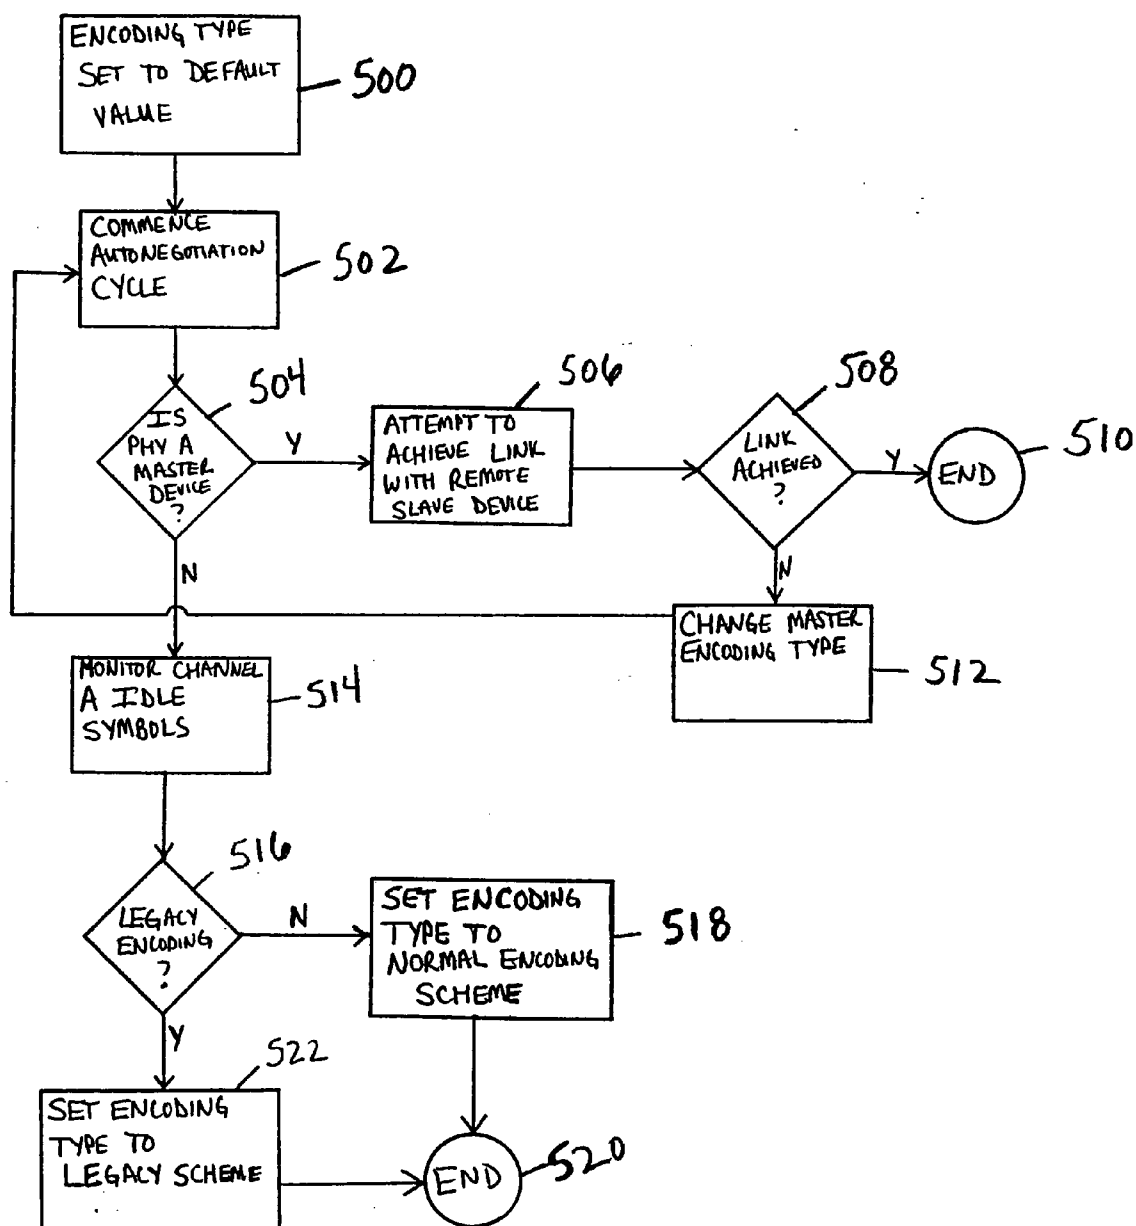 ENCODING TYPE
SET TO DEFAULT
VALUE
500
COMMENCE
AUTONEGOTIATION
CYCLE
502
IS
PHY A
MASTER
DEVICE
?
504
Y
N
ATTEMPT TO
ACHIEVE LINK
WITH REMOTE
SLAVE DEVICE
506
LINK
ACHIEVED
?
508
Y
N
END
510
CHANGE MASTER
ENCODING TYPE
512
MONITOR CHANNEL
A IDLE
SYMBOLS
514
LEGACY
ENCODING
?
516
N
Y
SET ENCODING
TYPE TO
NORMAL ENCODING
SCHEME
518
SET ENCODING
TYPE TO
LEGACY SCHEME
522
END
520